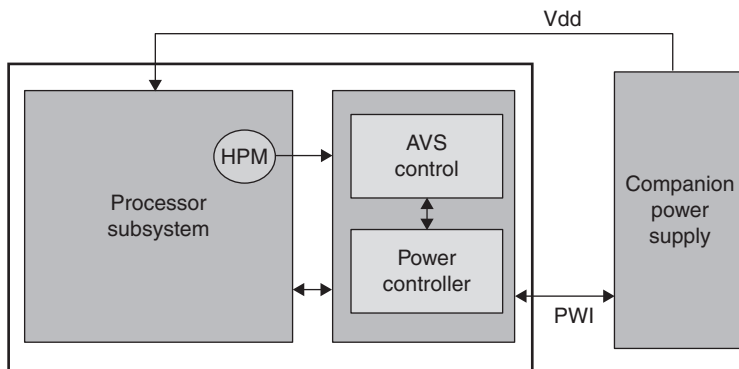 Vdd
HPM
AVS
control
Processor
subsystem
Power
controller
Companion
power
supply
PWI